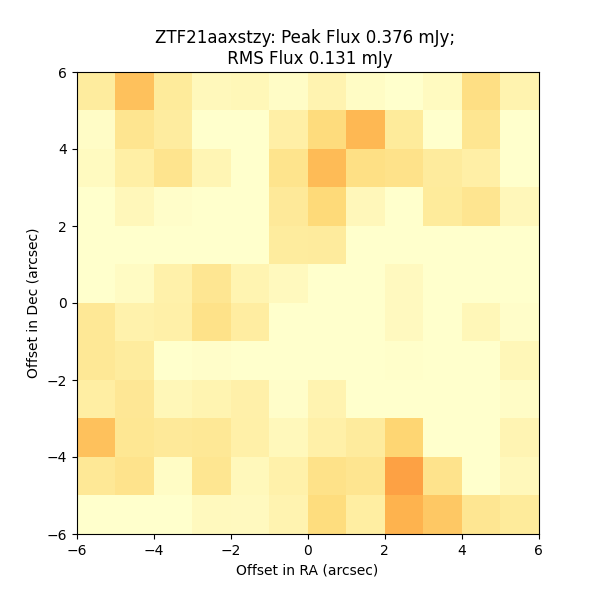 ZTF21aaxstzy: Peak Flux 0.376 mJy;
RMS Flux 0.131 mJy
6
4
2
0
−2
−4
−6
Offset in Dec (arcsec)
−6 −4 −2 0 2 4 6
Offset in RA (arcsec)